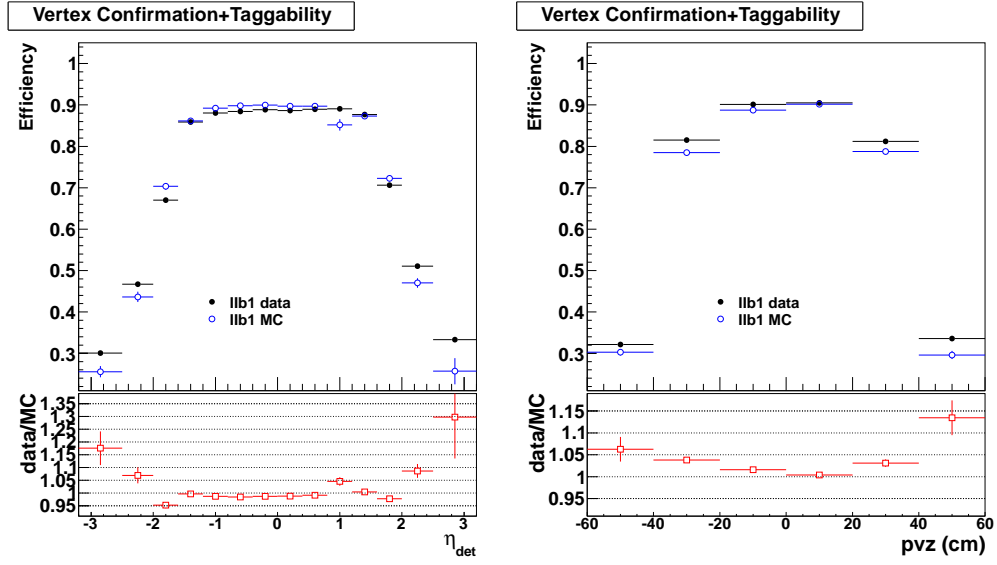 Vertex Confirmation+Taggability
Efficiency
1
0.9
0.8
0.7
0.6
0.5
0.4
0.3
IIb1 data
IIb1 MC
data/MC
1.35
1.3
1.25
1.2
1.15
1.1
1.05
1
0.95
-3 -2 -1 0 1 2 3
η det
Vertex Confirmation+Taggability
Efficiency
1
0.9
0.8
0.7
0.6
0.5
0.4
0.3
IIb1 data
IIb1 MC
data/MC
1.15
1.1
1.05
1
0.95
-60 -40 -20 0 20 40 60
pvz (cm)